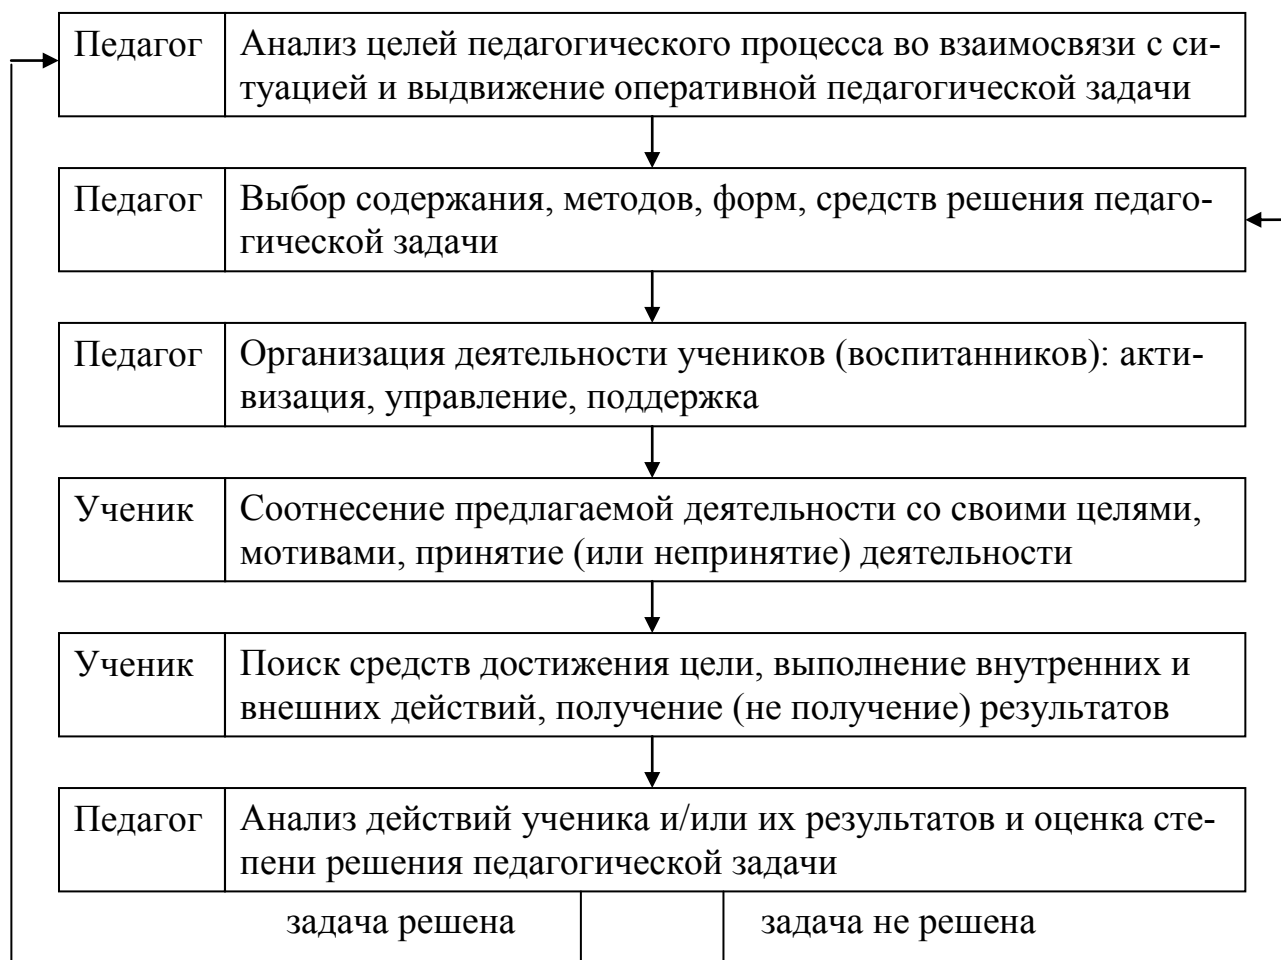 Педагог
Анализ целей педагогического процесса во взаимосвязи с си-
туацией и выдвижение оперативной педагогической задачи
Педагог
Выбор содержания, методов, форм, средств решения педаго-
гической задачи
Педагог
Организация деятельности учеников (воспитанников): акти-
визация, управление, поддержка
Ученик
Соотнесение предлагаемой деятельности со своими целями,
мотивами, принятие (или непринятие) деятельности
Ученик
Поиск средств достижения цели, выполнение внутренних и
внешних действий, получение (не получение) результатов
Педагог
Анализ действий ученика и/или их результатов и оценка сте-
пени решения педагогической задачи
задача решена
задача не решена